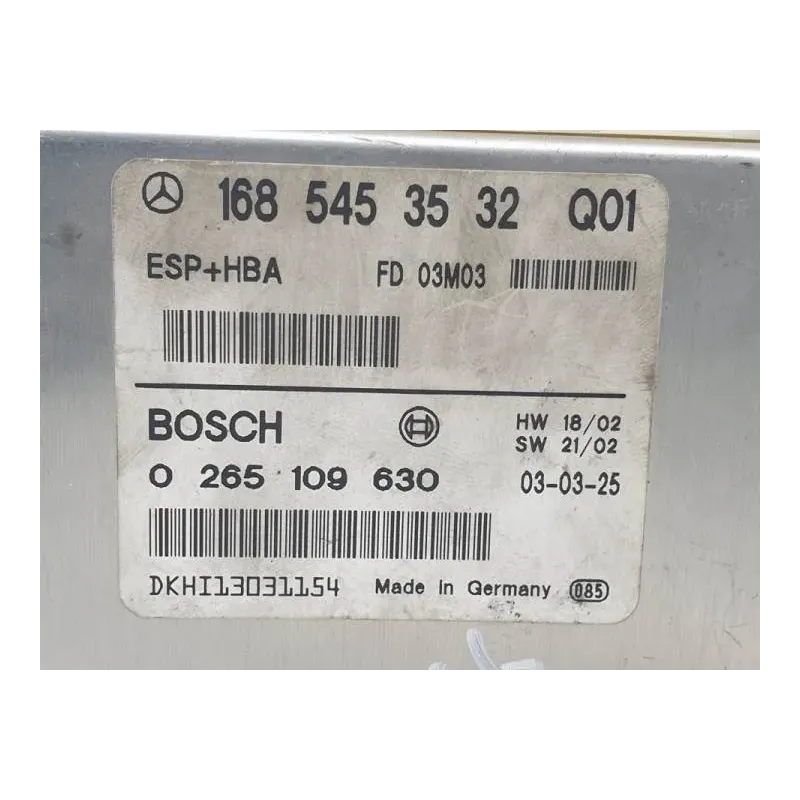 168 545 35 32 Q01
ESP+HBA FD 03M03
BOSCH HW 18/02
SW 21/02
0 265 109 630 03-03-25
DKHI13031154 Made in Germany 085